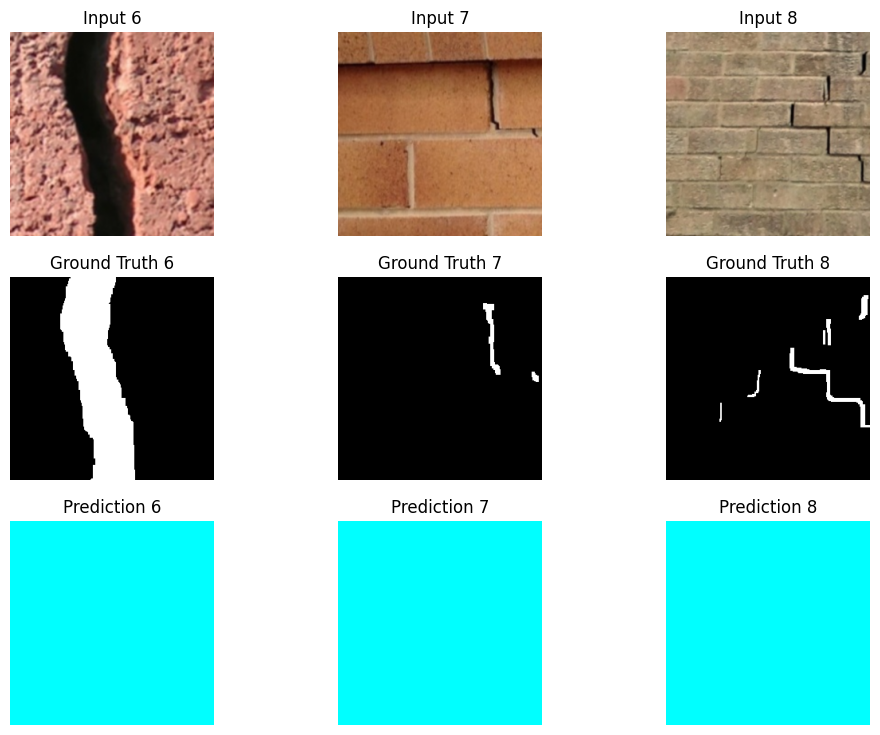 Input 6
Input 7
Input 8
Ground Truth 6
Ground Truth 7
Ground Truth 8
Prediction 6
Prediction 7
Prediction 8